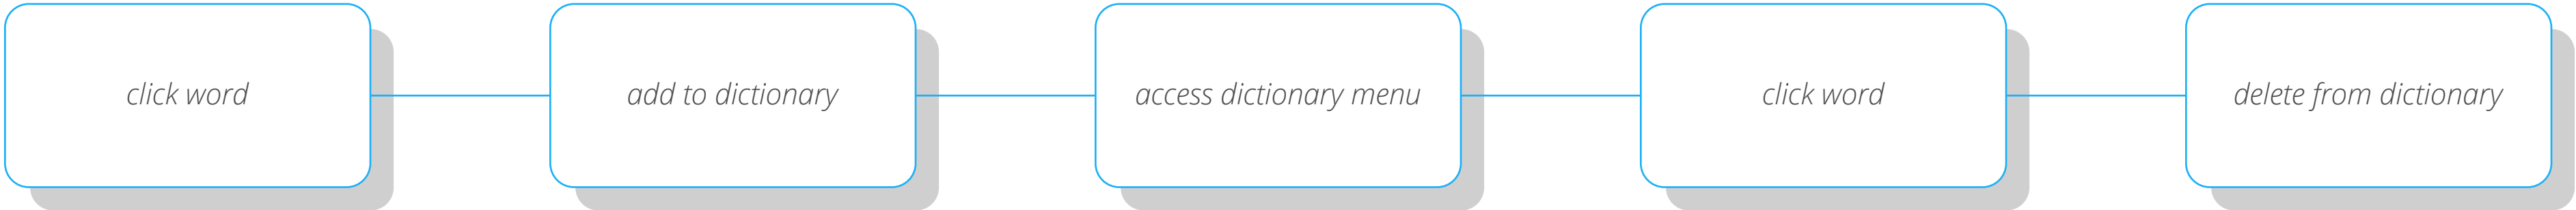 click word
add to dictionary
access dictionary menu
click word
delete from dictionary